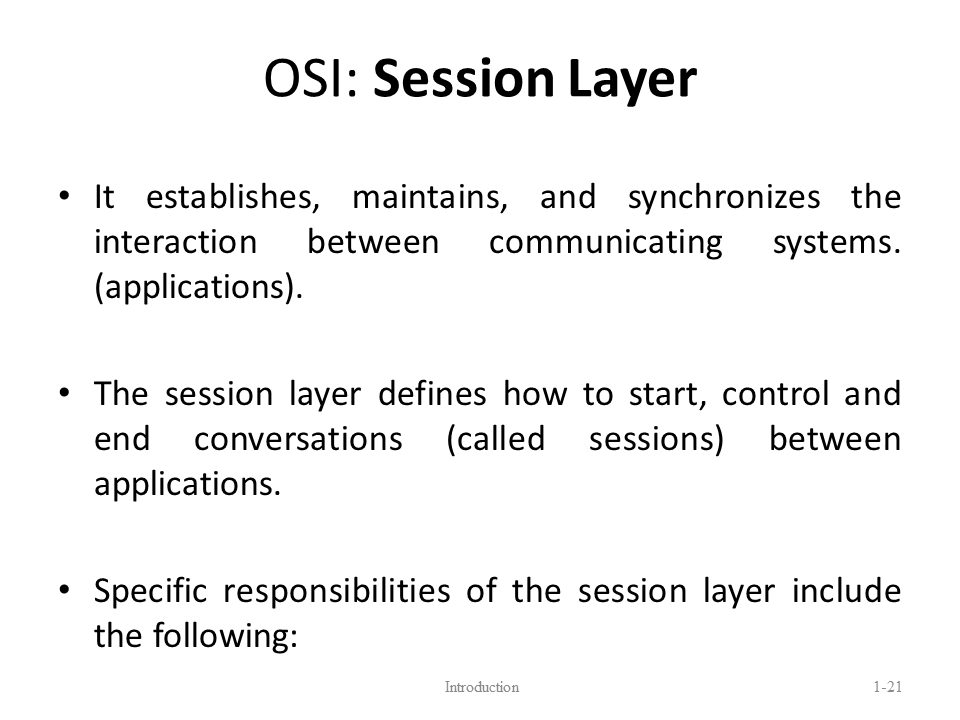 OSI: Session Layer
• It establishes, maintains, and synchronizes the
interaction between communicating systems.
(applications).
• The session layer defines how to start, control and
end conversations (called sessions) between
applications.
• Specific responsibilities of the session layer include
the following:
Introduction
1-21